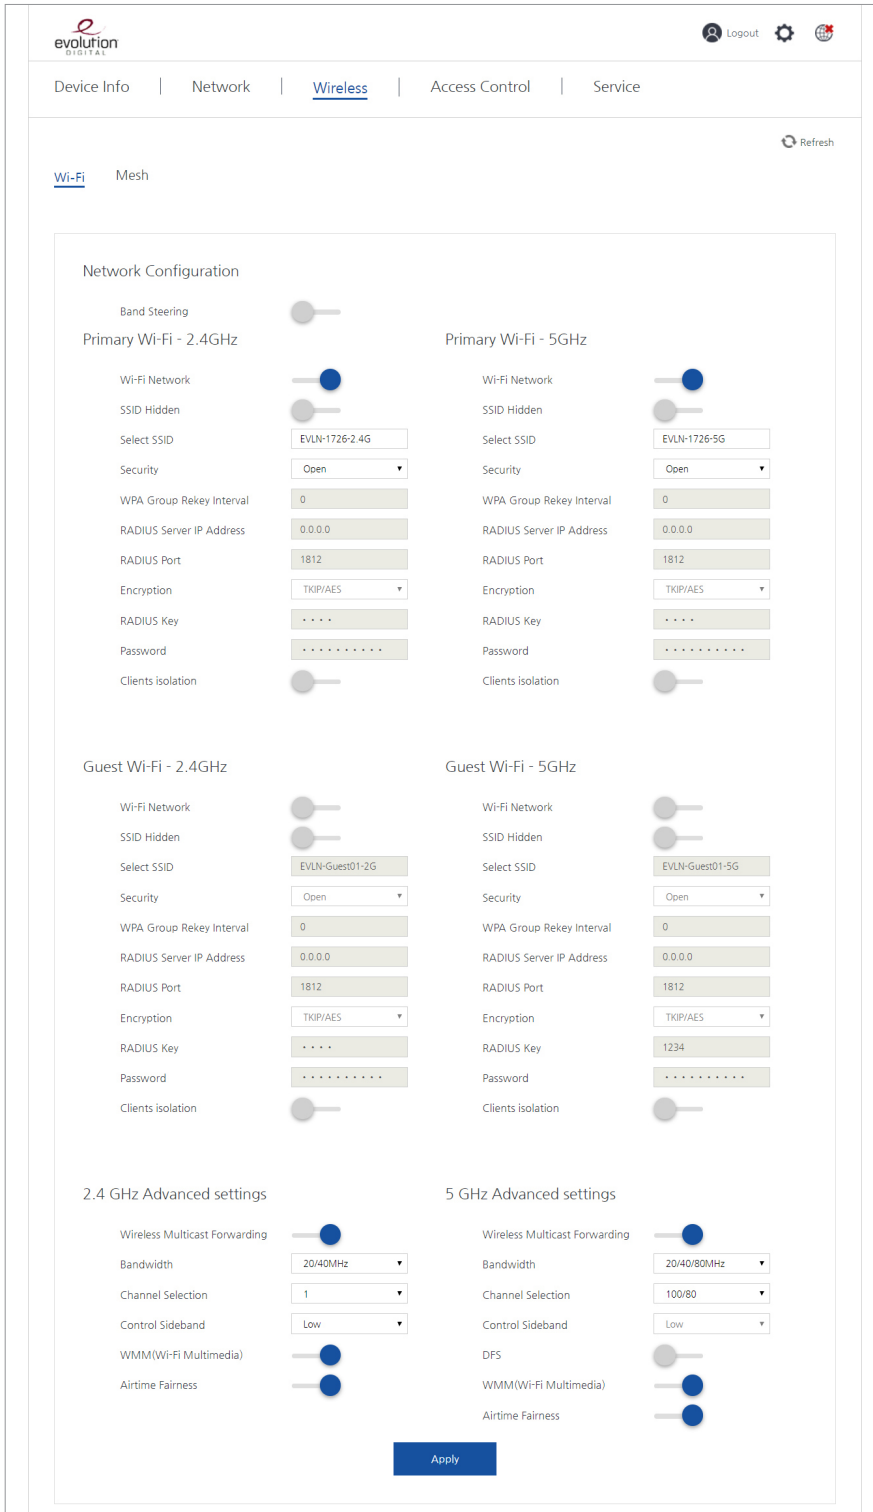 evolution
DIGITAL
Logout
Device Info | Network | Wireless | Access Control | Service
Refresh
Wi-Fi Mesh
Network Configuration
Band Steering
Primary Wi-Fi - 2.4GHz
Wi-Fi Network
SSID Hidden
Select SSID EVLN-1726-2.4G
Security Open
WPA Group Rekey Interval 0
RADIUS Server IP Address 0.0.0.0
RADIUS Port 1812
Encryption TKIP/AES
RADIUS Key ····
Password ··········
Clients isolation
Primary Wi-Fi - 5GHz
Wi-Fi Network
SSID Hidden
Select SSID EVLN-1726-5G
Security Open
WPA Group Rekey Interval 0
RADIUS Server IP Address 0.0.0.0
RADIUS Port 1812
Encryption TKIP/AES
RADIUS Key ····
Password ··········
Clients isolation
Guest Wi-Fi - 2.4GHz
Wi-Fi Network
SSID Hidden
Select SSID EVLN-Guest01-2G
Security Open
WPA Group Rekey Interval 0
RADIUS Server IP Address 0.0.0.0
RADIUS Port 1812
Encryption TKIP/AES
RADIUS Key ····
Password ··········
Clients isolation
Guest Wi-Fi - 5GHz
Wi-Fi Network
SSID Hidden
Select SSID EVLN-Guest01-5G
Security Open
WPA Group Rekey Interval 0
RADIUS Server IP Address 0.0.0.0
RADIUS Port 1812
Encryption TKIP/AES
RADIUS Key 1234
Password ··········
Clients isolation
2.4 GHz Advanced settings
Wireless Multicast Forwarding
Bandwidth 20/40MHz
Channel Selection 1
Control Sideband Low
WMM(Wi-Fi Multimedia)
Airtime Fairness
5 GHz Advanced settings
Wireless Multicast Forwarding
Bandwidth 20/40/80MHz
Channel Selection 100/80
Control Sideband Low
DFS
WMM(Wi-Fi Multimedia)
Airtime Fairness
Apply